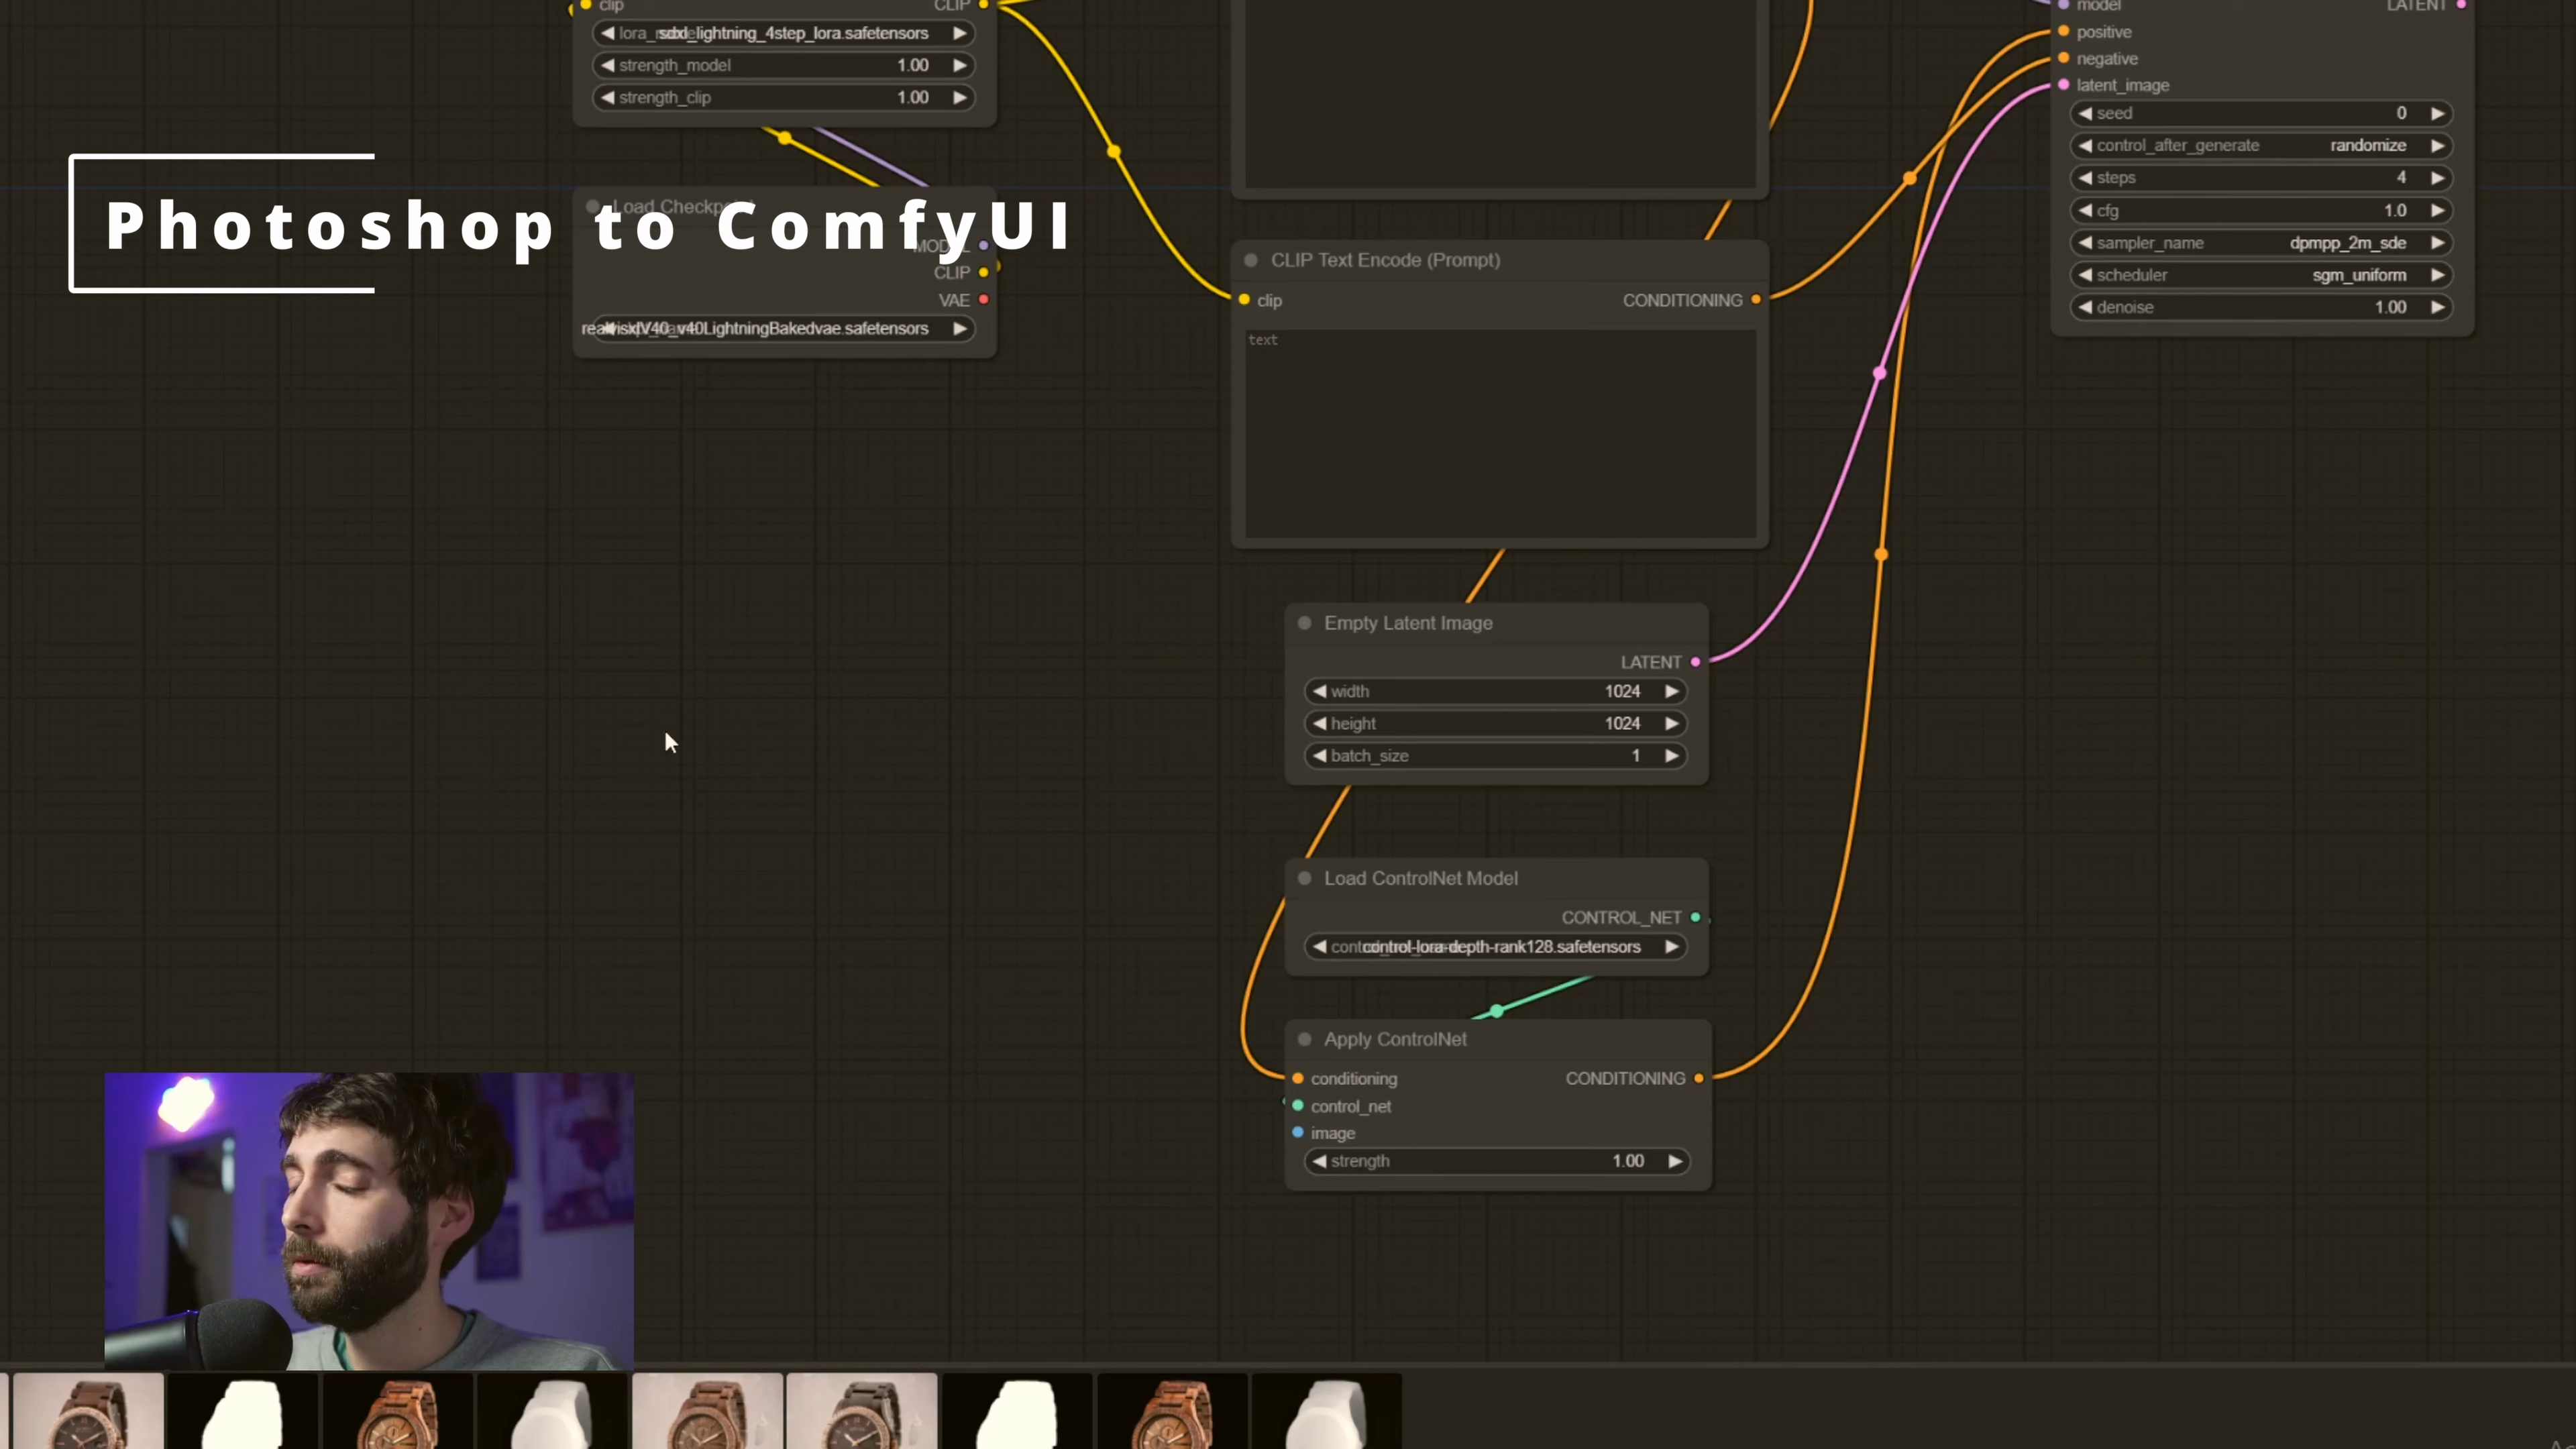 clip CLIP
sdxl_lightning_4step_lora.safetensors
strength_model 1.00
strength_clip 1.00
Photoshop to ComfyUI
Load Checkpoint
MODEL
CLIP
VAE
CLIP Text Encode (Prompt)
clip CONDITIONING
text
Empty Latent Image
LATENT
width 1024
height 1024
batch_size 1
Load ControlNet Model
CONTROL_NET
control-lora-depth-rank128.safetensors
Apply ControlNet
conditioning CONDITIONING
control_net
image
strength 1.00
model LATENT
positive
negative
latent_image
seed 0
control_after_generate randomize
steps 4
cfg 1.0
sampler_name dpmpp_2m_sde
scheduler sgm_uniform
denoise 1.00